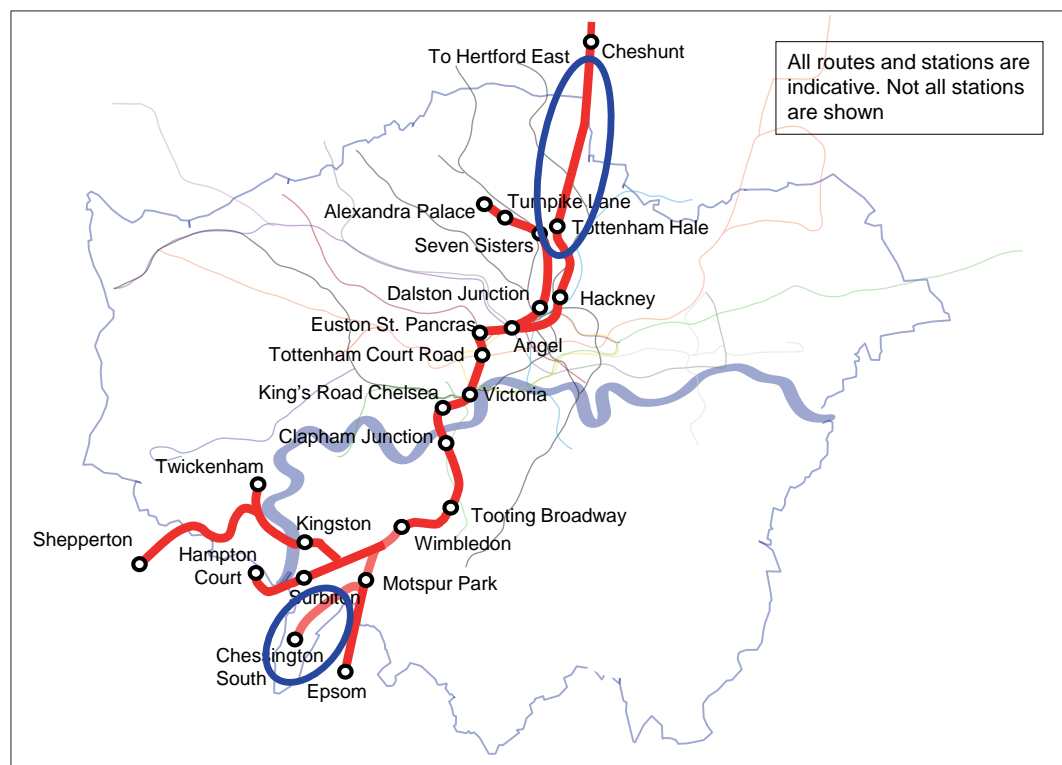 To Hertford East
Cheshunt
All routes and stations are
indicative. Not all stations
are shown
Turnpike Lane
Alexandra Palace
Tottenham Hale
Seven Sisters
Dalston Junction
Hackney
Euston St. Pancras
Angel
Tottenham Court Road
King's Road Chelsea
Victoria
Clapham Junction
Twickenham
Tooting Broadway
Kingston
Shepperton
Wimbledon
Hampton
Court
Motspur Park
Surbiton
Chessington
South
Epsom